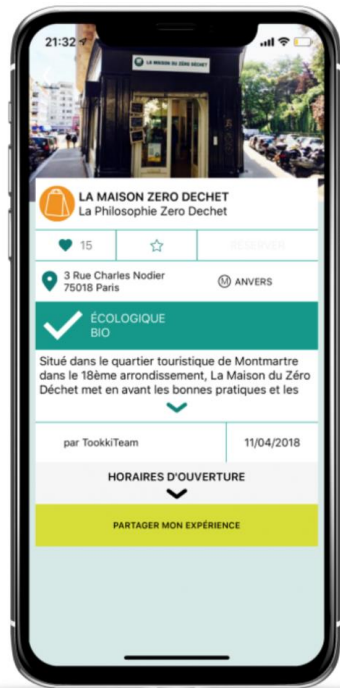 21:32
LA MAISON DU ZÉRO DÉCHET
LA MAISON ZERO DECHET
La Philosophie Zero Dechet
15
RÉSERVER
3 Rue Charles Nodier
75018 Paris
M ANVERS
ÉCOLOGIQUE
BIO
Situé dans le quartier touristique de Montmartre
dans le 18ème arrondissement, La Maison du Zéro
Déchet met en avant les bonnes pratiques et les
par TookkiTeam
11/04/2018
HORAIRES D'OUVERTURE
PARTAGER MON EXPÉRIENCE